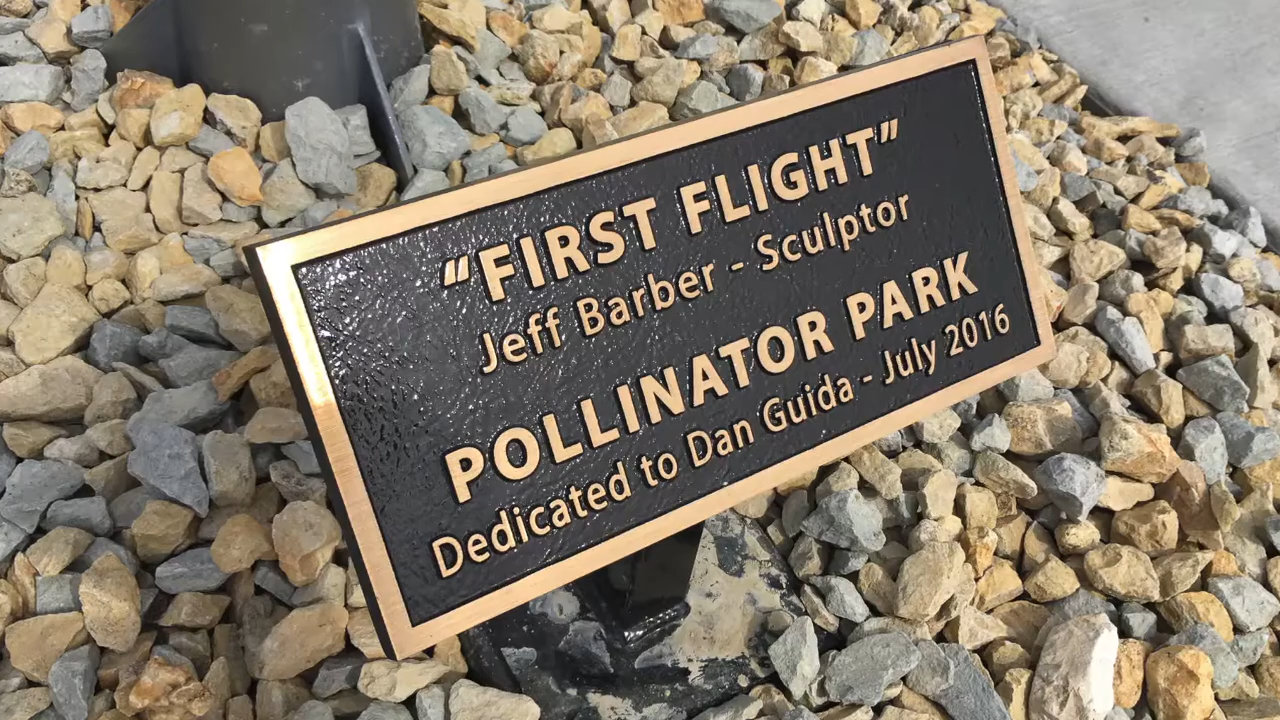 “FIRST FLIGHT”
Jeff Barber - Sculptor
POLLINATOR PARK
Dedicated to Dan Guida - July 2016